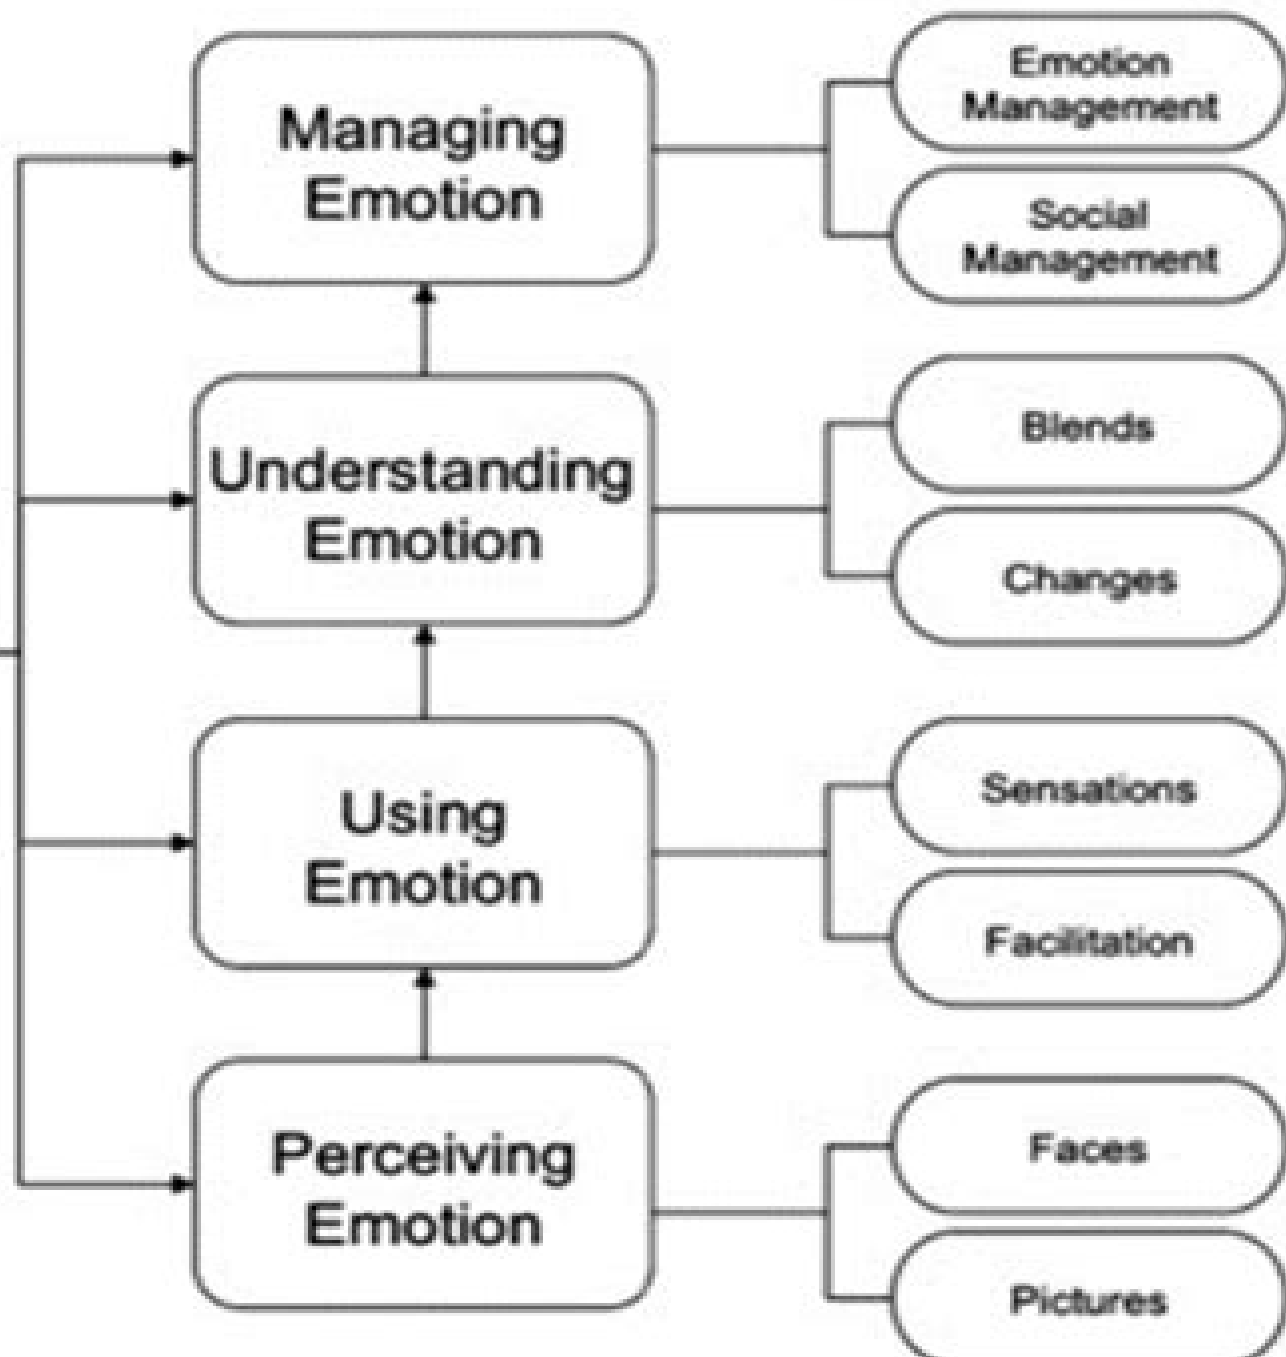 Managing
Emotion
Emotion
Management
Social
Management
Understanding
Emotion
Blends
Changes
Using
Emotion
Sensations
Facilitation
Perceiving
Emotion
Faces
Pictures